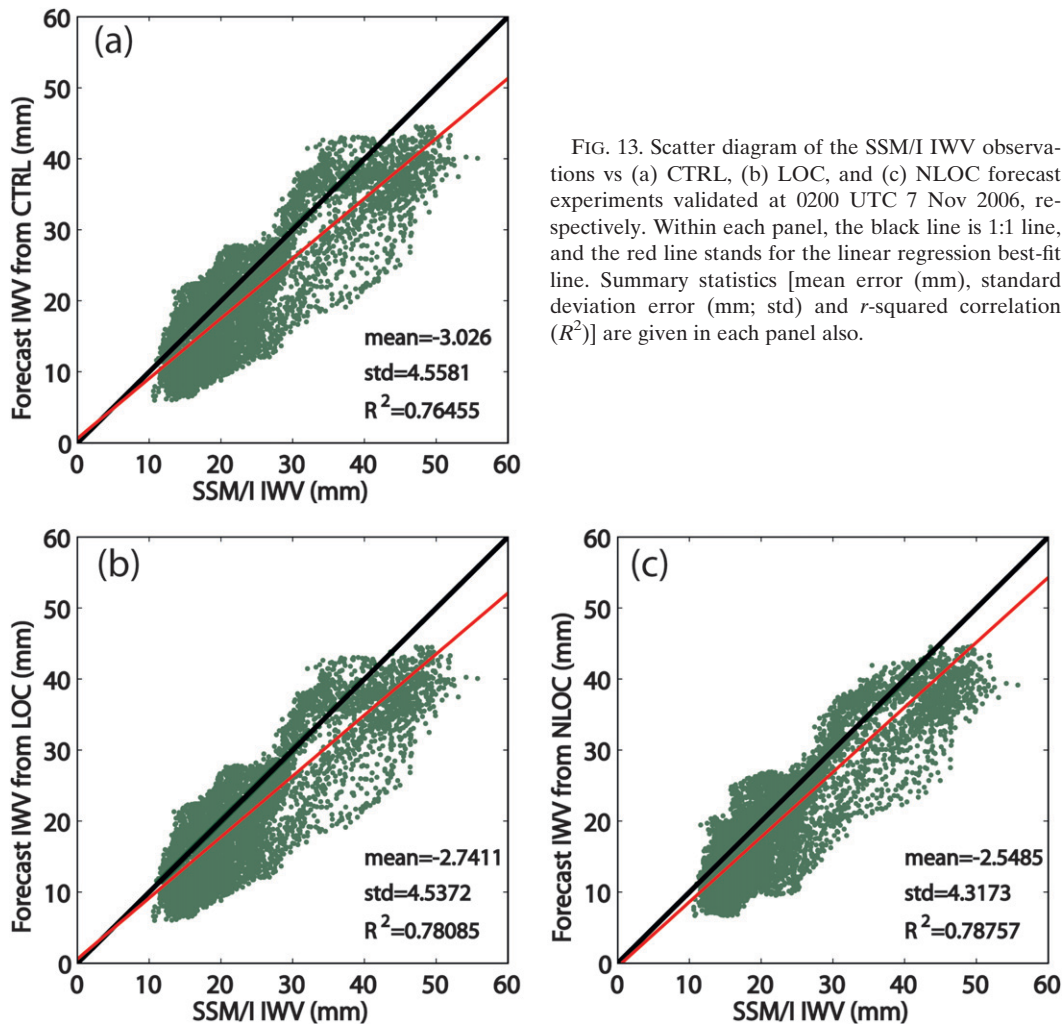 (a)
60
50
40
30
20
10
0
Forecast IWV from CTRL (mm)
mean=-3.026
std=4.5581
R²=0.76455
0 10 20 30 40 50 60
SSM/I IWV (mm)
FIG. 13. Scatter diagram of the SSM/I IWV observa-
tions vs (a) CTRL, (b) LOC, and (c) NLOC forecast
experiments validated at 0200 UTC 7 Nov 2006, re-
spectively. Within each panel, the black line is 1:1 line,
and the red line stands for the linear regression best-fit
line. Summary statistics [mean error (mm), standard
deviation error (mm; std) and r-squared correlation
(R²)] are given in each panel also.
(b)
60
50
40
30
20
10
0
Forecast IWV from LOC (mm)
mean=-2.7411
std=4.5372
R²=0.78085
0 10 20 30 40 50 60
SSM/I IWV (mm)
(c)
60
50
40
30
20
10
0
Forecast IWV from NLOC (mm)
mean=-2.5485
std=4.3173
R²=0.78757
0 10 20 30 40 50 60
SSM/I IWV (mm)